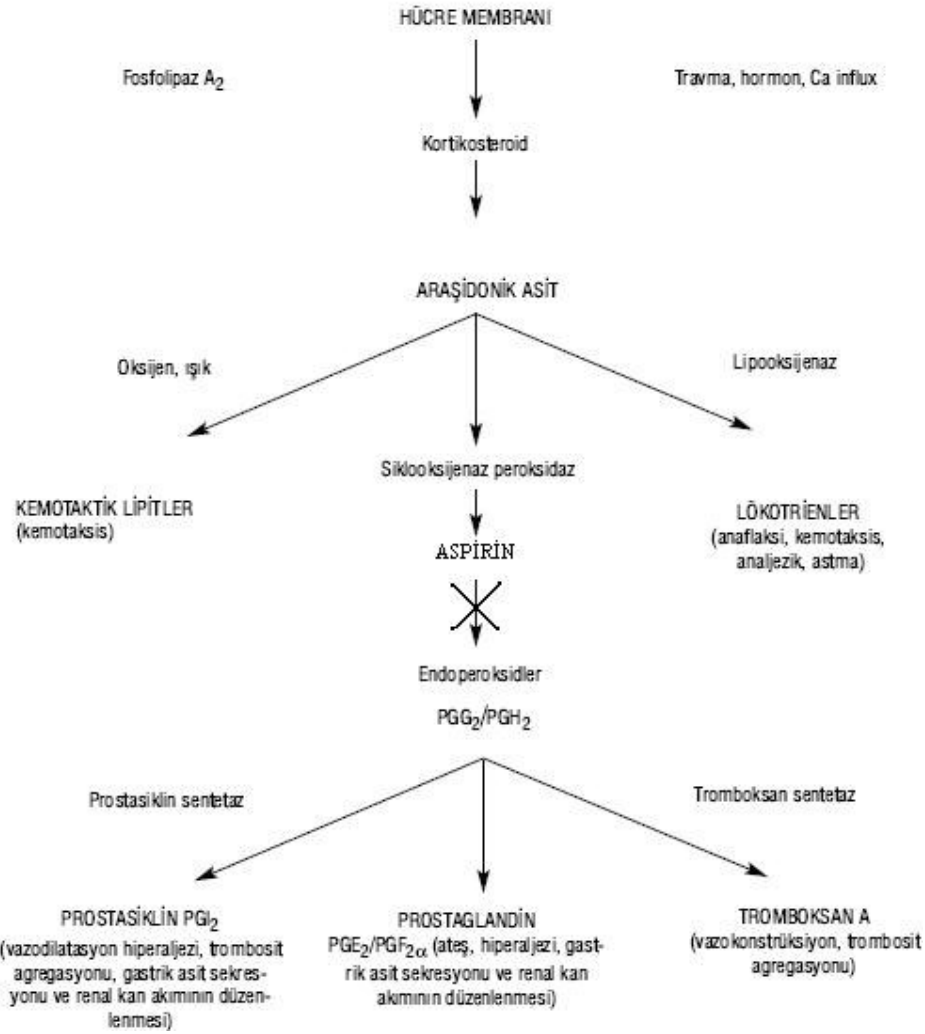 HÜCRE MEMBRANI
Fosfolipaz A₂
Travma, hormon, Ca influx
Kortikosteroid
ARAŞİDONİK ASİT
Oksijen, ışık
Lipooksijenaz
Siklooksijenaz peroksidaz
KEMOTAKTİK LİPİTLER
(kemotaksis)
LÖKOTRİENLER
(anaflaksi, kemotaksis,
analjezik, astma)
ASPİRİN
Endoperoksidler
PGG₂/PGH₂
Prostasiklin sentetaz
Tromboksan sentetaz
PROSTASİKLİN PGI₂
(vazodilatasyon hiperaljezi, trombosit
agregasyonu, gastrik asit sekres-
yonu ve renal kan akımının düzen-
lenmesi)
PROSTAGLANDİN
PGE₂/PGF₂α (ateş, hiperaljezi, gast-
rik asit sekresyonu ve renal kan
akımının düzenlenmesi)
TROMBOKSAN A
(vazokonstrüksiyon, trombosit
agregasyonu)